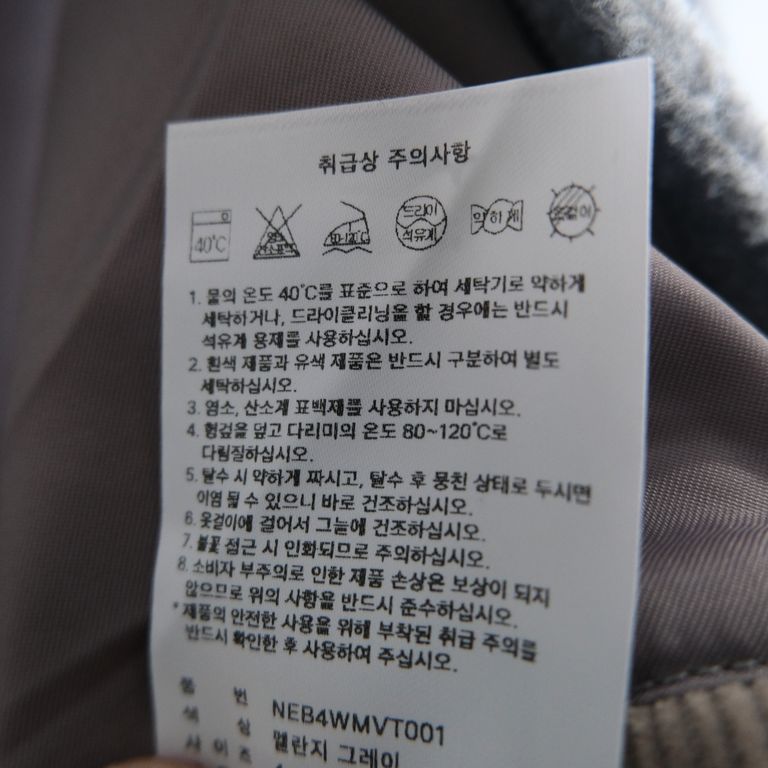 취급상 주의사항
40℃ 염소 산소표백 80-120℃ 드라이 석유계 약하게 옷걸이
1. 물의 온도 40℃를 표준으로 하여 세탁기로 약하게
세탁하거나, 드라이클리닝을 할 경우에는 반드시
석유계 용제를 사용하십시오.
2. 흰색 제품과 유색 제품은 반드시 구분하여 별도
세탁하십시오.
3. 염소, 산소계 표백제를 사용하지 마십시오.
4. 헝겊을 덮고 다리미의 온도 80~120℃로
다림질하십시오.
5. 탈수 시 약하게 짜시고, 탈수 후 뭉친 상태로 두시면
이염 될 수 있으니 바로 건조하십시오.
6. 옷걸이에 걸어서 그늘에 건조하십시오.
7. 불꽃 접근 시 인화되므로 주의하십시오.
8. 소비자 부주의로 인한 제품 손상은 보상이 되지
않으므로 위의 사항을 반드시 준수하십시오.
* 제품의 안전한 사용을 위해 부착된 취급 주의를
반드시 확인한 후 사용하여 주십시오.
품 번 NEB4WMVT001
색 상 멜란지 그레이
사 이 즈